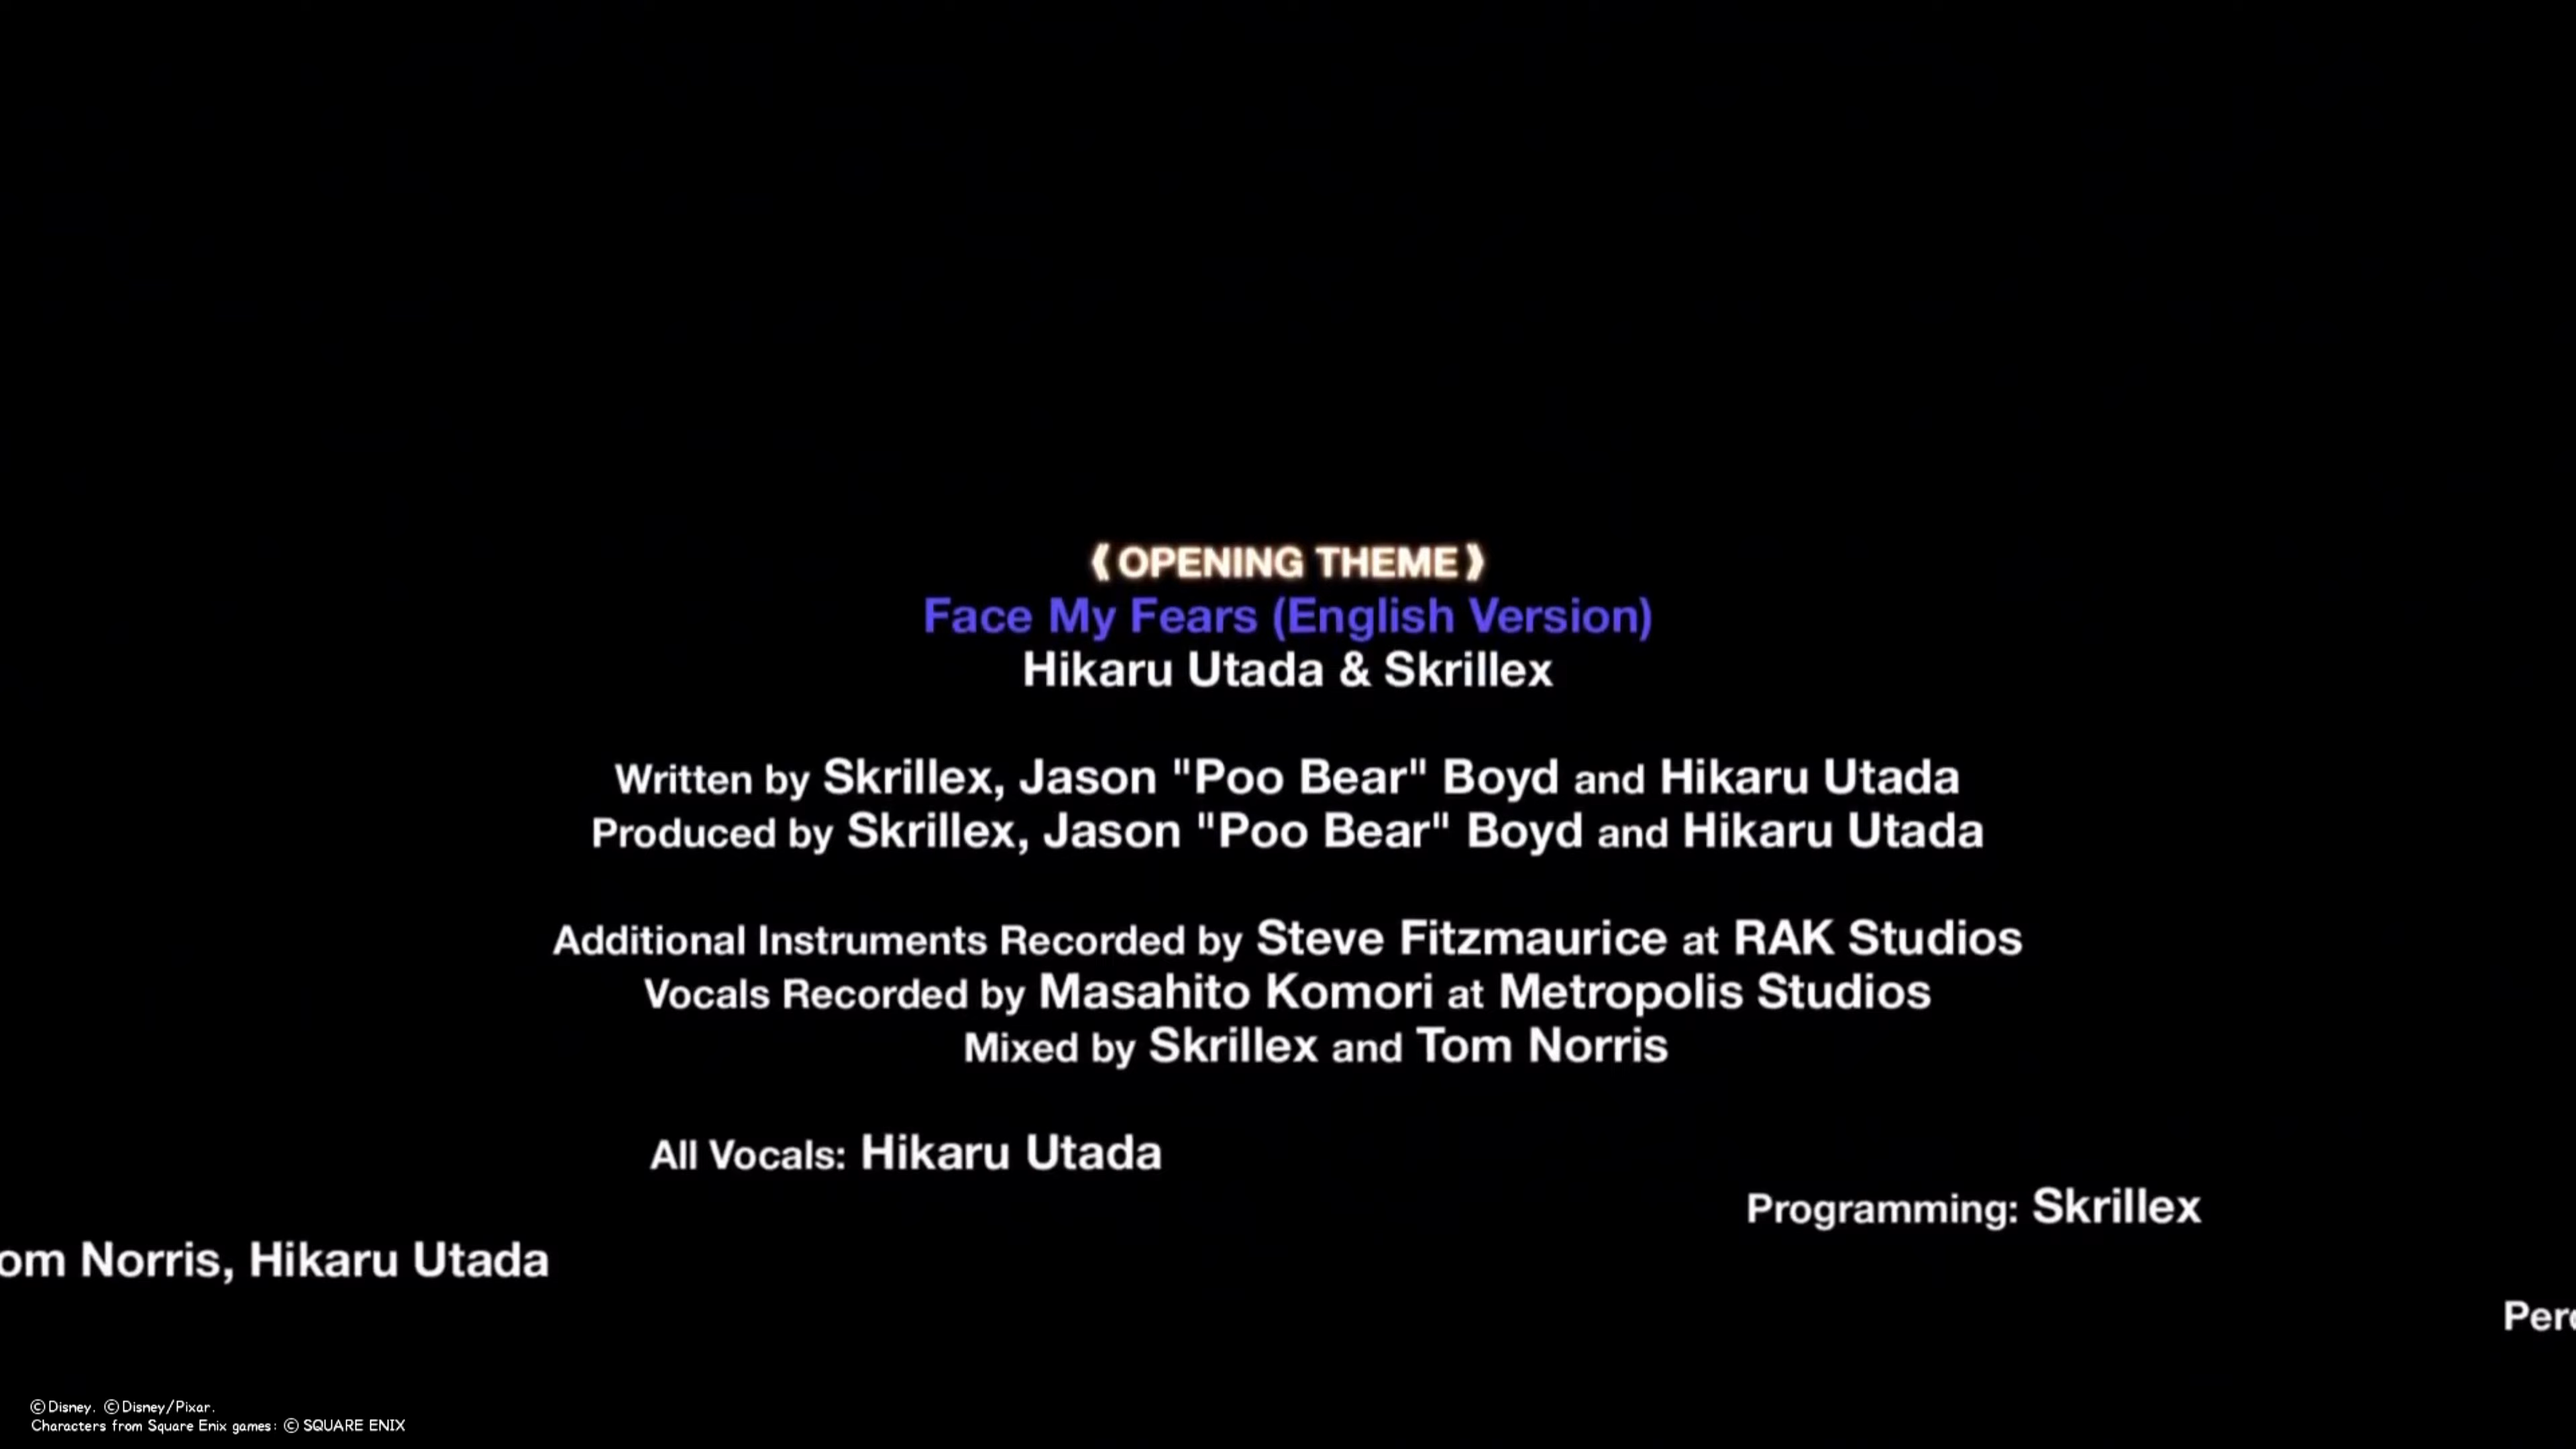 《OPENING THEME》
Face My Fears (English Version)
Hikaru Utada & Skrillex
Written by Skrillex, Jason "Poo Bear" Boyd and Hikaru Utada
Produced by Skrillex, Jason "Poo Bear" Boyd and Hikaru Utada
Additional Instruments Recorded by Steve Fitzmaurice at RAK Studios
Vocals Recorded by Masahito Komori at Metropolis Studios
Mixed by Skrillex and Tom Norris
All Vocals: Hikaru Utada
Programming: Skrillex
om Norris, Hikaru Utada
©Disney. ©Disney/Pixar.
Characters from Square Enix games: © SQUARE ENIX